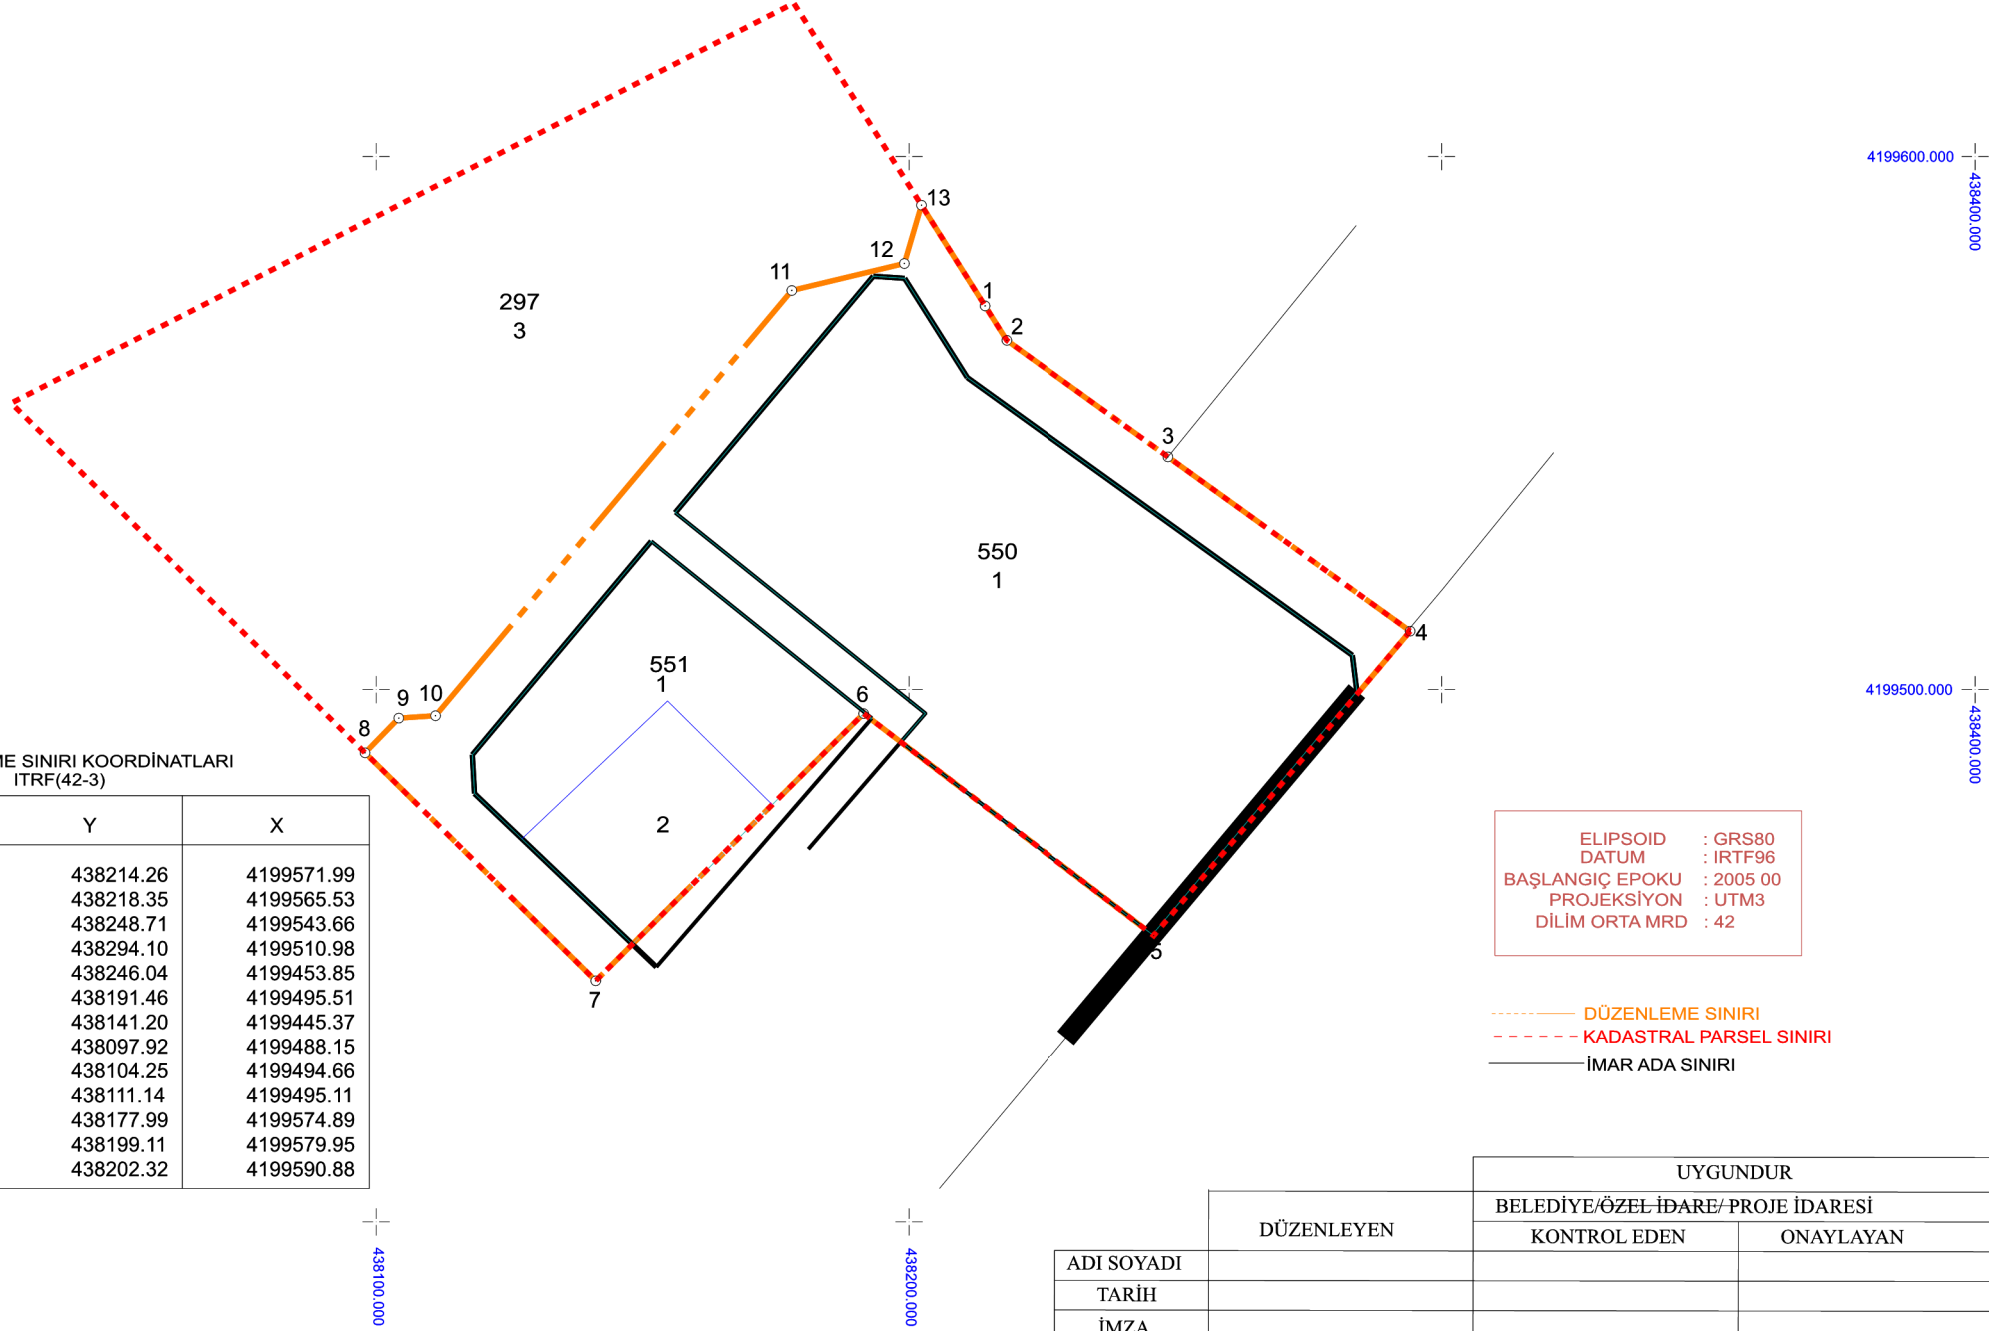 13
4199600.000
438400.000
12
11
1
297
3
2
3
550
1
4
551
1
6
4199500.000
438400.000
9
10
8
ME SINIRI KOORDİNATLARI
ITRF(42-3)
Y X
438214.26 4199571.99
438218.35 4199565.53
438248.71 4199543.66
438294.10 4199510.98
438246.04 4199453.85
438191.46 4199495.51
438141.20 4199445.37
438097.92 4199488.15
438104.25 4199494.66
438111.14 4199495.11
438177.99 4199574.89
438199.11 4199579.95
438202.32 4199590.88
2
5
7
ELIPSOID : GRS80
DATUM : IRTF96
BAŞLANGIÇ EPOKU : 2005 00
PROJEKSİYON : UTM3
DİLİM ORTA MRD : 42
DÜZENLEME SINIRI
KADASTRAL PARSEL SINIRI
İMAR ADA SINIRI
438100.000
438200.000
UYGUNDUR
BELEDİYE/ÖZEL İDARE/ PROJE İDARESİ
DÜZENLEYEN
KONTROL EDEN ONAYLAYAN
ADI SOYADI
TARİH
İMZA